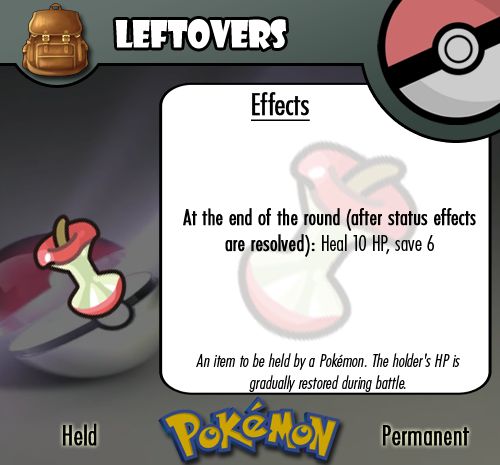 LEFTOVERS
Effects
At the end of the round (after status effects
are resolved): Heal 10 HP, save 6
An item to be held by a Pokémon. The holder's HP is
gradually restored during battle.
Held
POKéMON
Permanent